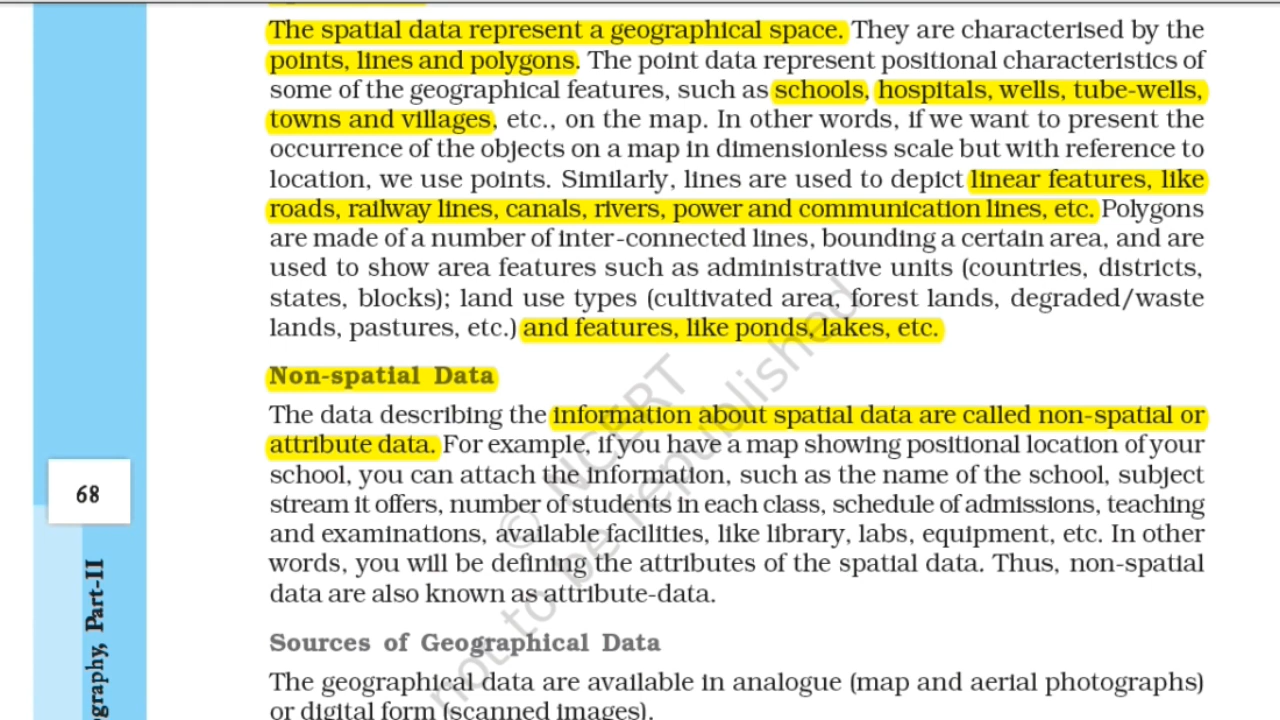 The spatial data represent a geographical space. They are characterised by the
points, lines and polygons. The point data represent positional characteristics of
some of the geographical features, such as schools, hospitals, wells, tube-wells,
towns and villages, etc., on the map. In other words, if we want to present the
occurrence of the objects on a map in dimensionless scale but with reference to
location, we use points. Similarly, lines are used to depict linear features, like
roads, railway lines, canals, rivers, power and communication lines, etc. Polygons
are made of a number of inter-connected lines, bounding a certain area, and are
used to show area features such as administrative units (countries, districts,
states, blocks); land use types (cultivated area, forest lands, degraded/waste
lands, pastures, etc.) and features, like ponds, lakes, etc.
Non-spatial Data
The data describing the information about spatial data are called non-spatial or
attribute data. For example, if you have a map showing positional location of your
school, you can attach the information, such as the name of the school, subject
stream it offers, number of students in each class, schedule of admissions, teaching
and examinations, available facilities, like library, labs, equipment, etc. In other
words, you will be defining the attributes of the spatial data. Thus, non-spatial
data are also known as attribute-data.
Sources of Geographical Data
The geographical data are available in analogue (map and aerial photographs)
or digital form (scanned images).
68
ography, Part-II
© NCERT
not to be republished